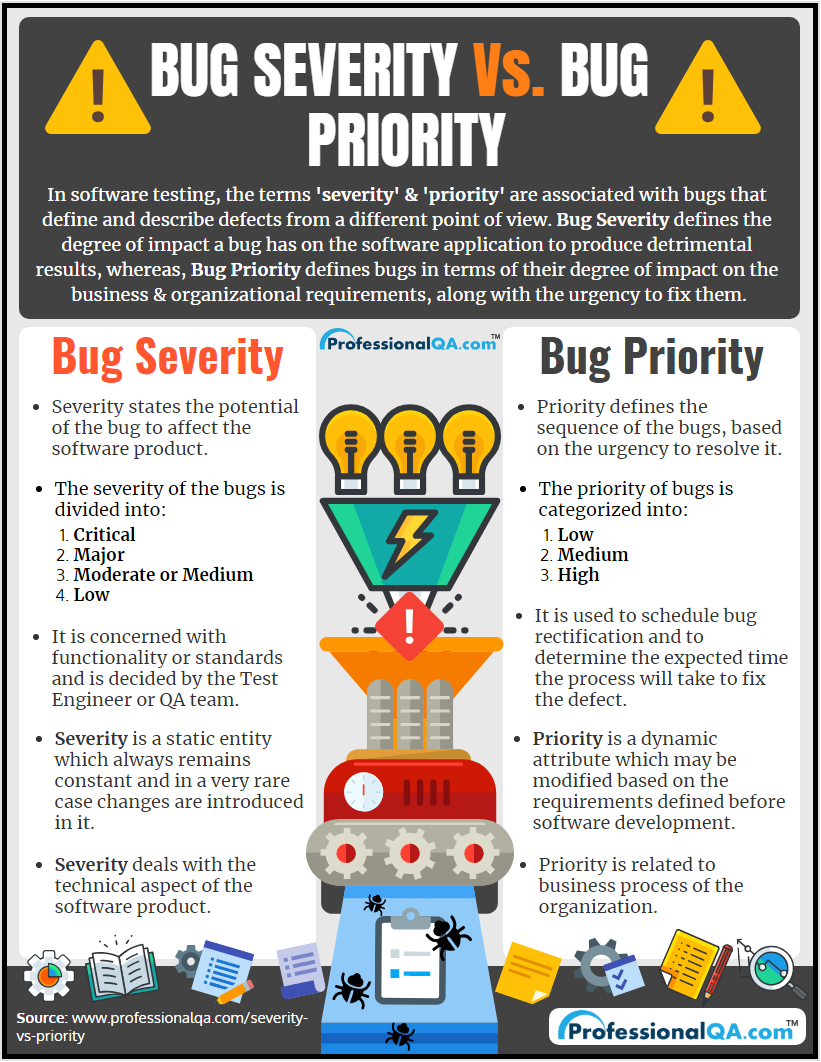 BUG SEVERITY Vs. BUG
PRIORITY
In software testing, the terms 'severity' & 'priority' are associated with bugs that
define and describe defects from a different point of view. Bug Severity defines the
degree of impact a bug has on the software application to produce detrimental
results, whereas, Bug Priority defines bugs in terms of their degree of impact on the
business & organizational requirements, along with the urgency to fix them.
ProfessionalQA.com™
Bug Severity
• Severity states the potential
of the bug to affect the
software product.
• The severity of the bugs is
divided into:
1. Critical
2. Major
3. Moderate or Medium
4. Low
• It is concerned with
functionality or standards
and is decided by the Test
Engineer or QA team.
• Severity is a static entity
which always remains
constant and in a very rare
case changes are introduced
in it.
• Severity deals with the
technical aspect of the
software product.
Bug Priority
• Priority defines the
sequence of the bugs, based
on the urgency to resolve it.
• The priority of bugs is
categorized into:
1. Low
2. Medium
3. High
• It is used to schedule bug
rectification and to
determine the expected time
the process will take to fix
the defect.
• Priority is a dynamic
attribute which may be
modified based on the
requirements defined before
software development.
• Priority is related to
business process of the
organization.
Source: www.professionalqa.com/severity-
vs-priority
ProfessionalQA.com™